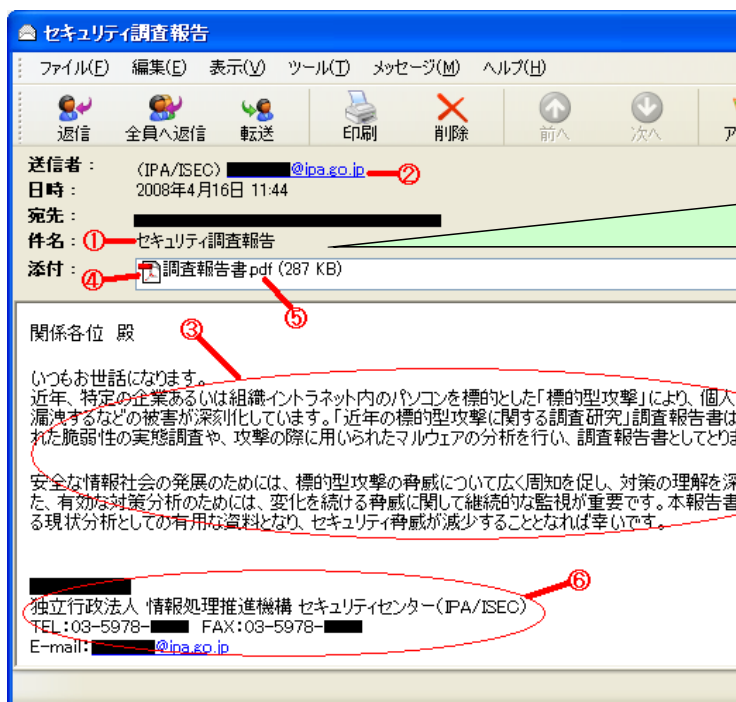 セキュリティ調査報告
ファイル(F) 編集(E) 表示(V) ツール(T) メッセージ(M) ヘルプ(H)
返信 全員へ返信 転送 印刷 削除 前へ 次へ ア
送信者: (IPA/ISEC) @ipa.go.jp ②
日時: 2008年4月16日 11:44
宛先:
件名: ① セキュリティ調査報告
添付: ④ 調査報告書.pdf (287 KB)
⑤
関係各位 殿 ③
いつもお世話になります。
近年、特定の企業あるいは組織イントラネット内のパソコンを標的とした「標的型攻撃」により、個人
漏洩するなどの被害が深刻化しています。「近年の標的型攻撃に関する調査研究」調査報告書は
れた脆弱性の実態調査や、攻撃の際に用いられたマルウェアの分析を行い、調査報告書としてとりま
安全な情報社会の発展のためには、標的型攻撃の脅威について広く周知を促し、対策の理解を深
た、有効な対策分析のためには、変化を続ける脅威に関して継続的な監視が重要です。本報告書
る現状分析としての有用な資料となり、セキュリティ脅威が減少することとなれば幸いです。
⑥
独立行政法人 情報処理推進機構 セキュリティセンター(IPA/ISEC)
TEL:03-5978- FAX:03-5978-
E-mail: @ipa.go.jp